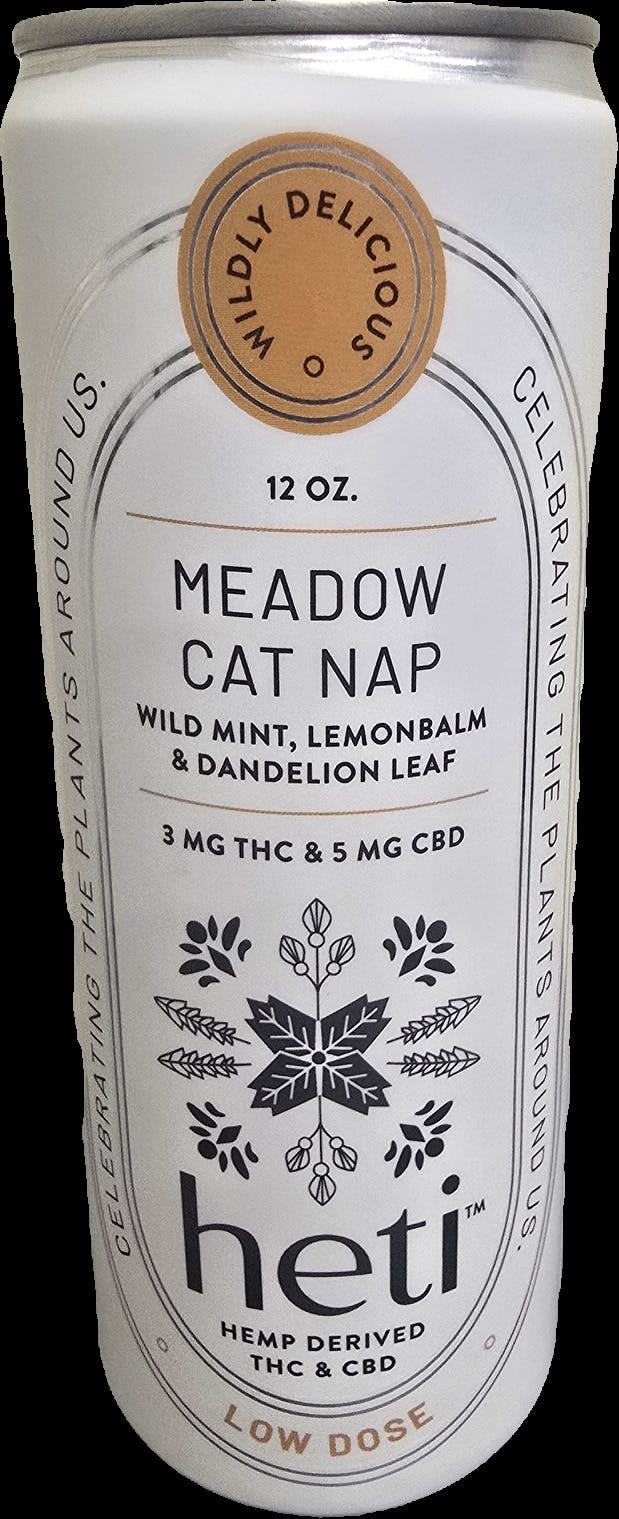 WILDLY DELICIOUS
CELEBRATING THE PLANTS AROUND US.
CELEBRATING THE PLANTS AROUND US.
12 OZ.
MEADOW
CAT NAP
WILD MINT, LEMONBALM
& DANDELION LEAF
3 MG THC & 5 MG CBD
heti™
HEMP DERIVED
THC & CBD
LOW DOSE